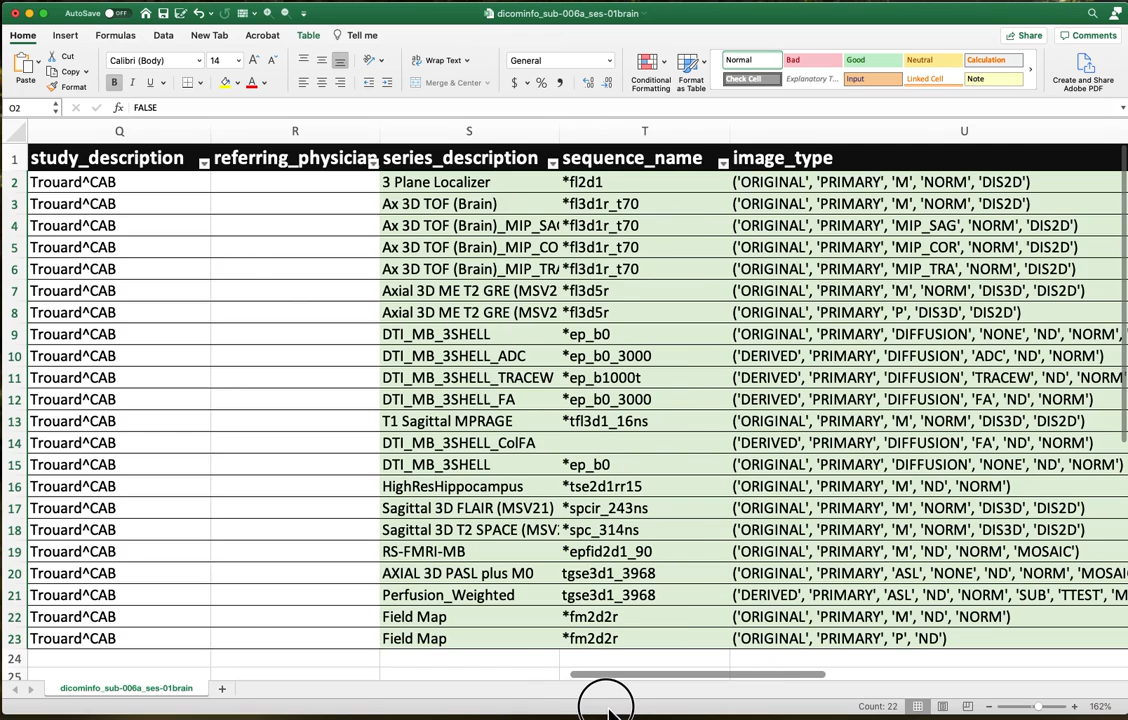 AutoSave OFF dicominfo_sub-006a_ses-01brain
Home Insert Formulas Data New Tab Acrobat Table Tell me Share Comments
Paste Cut Copy Format Calibri (Body) 14 B I U Wrap Text Merge & Center General $ % Conditional Formatting Format as Table Normal Bad Good Neutral Calculation Check Cell Explanatory T... Input Linked Cell Note Create and Share Adobe PDF
O2 fx FALSE
Q R S T U
1 study_description referring_physician series_description sequence_name image_type
2 Trouard^CAB 3 Plane Localizer *fl2d1 ('ORIGINAL', 'PRIMARY', 'M', 'NORM', 'DIS2D')
3 Trouard^CAB Ax 3D TOF (Brain) *fl3d1r_t70 ('ORIGINAL', 'PRIMARY', 'M', 'NORM', 'DIS2D')
4 Trouard^CAB Ax 3D TOF (Brain)_MIP_SAG *fl3d1r_t70 ('ORIGINAL', 'PRIMARY', 'MIP_SAG', 'NORM', 'DIS2D')
5 Trouard^CAB Ax 3D TOF (Brain)_MIP_CO *fl3d1r_t70 ('ORIGINAL', 'PRIMARY', 'MIP_COR', 'NORM', 'DIS2D')
6 Trouard^CAB Ax 3D TOF (Brain)_MIP_TRA *fl3d1r_t70 ('ORIGINAL', 'PRIMARY', 'MIP_TRA', 'NORM', 'DIS2D')
7 Trouard^CAB Axial 3D ME T2 GRE (MSV2 *fl3d5r ('ORIGINAL', 'PRIMARY', 'M', 'NORM', 'DIS3D', 'DIS2D')
8 Trouard^CAB Axial 3D ME T2 GRE (MSV2 *fl3d5r ('ORIGINAL', 'PRIMARY', 'P', 'DIS3D', 'DIS2D')
9 Trouard^CAB DTI_MB_3SHELL *ep_b0 ('ORIGINAL', 'PRIMARY', 'DIFFUSION', 'NONE', 'ND', 'NORM',
10 Trouard^CAB DTI_MB_3SHELL_ADC *ep_b0_3000 ('DERIVED', 'PRIMARY', 'DIFFUSION', 'ADC', 'ND', 'NORM')
11 Trouard^CAB DTI_MB_3SHELL_TRACEW *ep_b1000t ('DERIVED', 'PRIMARY', 'DIFFUSION', 'TRACEW', 'ND', 'NORM'
12 Trouard^CAB DTI_MB_3SHELL_FA *ep_b0_3000 ('DERIVED', 'PRIMARY', 'DIFFUSION', 'FA', 'ND', 'NORM')
13 Trouard^CAB T1 Sagittal MPRAGE *tfl3d1_16ns ('ORIGINAL', 'PRIMARY', 'M', 'NORM', 'DIS3D', 'DIS2D')
14 Trouard^CAB DTI_MB_3SHELL_ColFA ('DERIVED', 'PRIMARY', 'DIFFUSION', 'FA', 'ND', 'NORM')
15 Trouard^CAB DTI_MB_3SHELL *ep_b0 ('ORIGINAL', 'PRIMARY', 'DIFFUSION', 'NONE', 'ND', 'NORM')
16 Trouard^CAB HighResHippocampus *tse2d1rr15 ('ORIGINAL', 'PRIMARY', 'M', 'ND', 'NORM')
17 Trouard^CAB Sagittal 3D FLAIR (MSV21) *spcir_243ns ('ORIGINAL', 'PRIMARY', 'M', 'ND', 'NORM', 'DIS3D', 'DIS2D')
18 Trouard^CAB Sagittal 3D T2 SPACE (MSV *spc_314ns ('ORIGINAL', 'PRIMARY', 'M', 'ND', 'NORM', 'DIS3D', 'DIS2D')
19 Trouard^CAB RS-FMRI-MB *epfid2d1_90 ('ORIGINAL', 'PRIMARY', 'M', 'ND', 'NORM', 'MOSAIC')
20 Trouard^CAB AXIAL 3D PASL plus M0 tgse3d1_3968 ('ORIGINAL', 'PRIMARY', 'ASL', 'NONE', 'ND', 'NORM', 'MOSAI
21 Trouard^CAB Perfusion_Weighted tgse3d1_3968 ('DERIVED', 'PRIMARY', 'ASL', 'ND', 'NORM', 'SUB', 'TTEST', 'M
22 Trouard^CAB Field Map *fm2d2r ('ORIGINAL', 'PRIMARY', 'M', 'ND', 'NORM')
23 Trouard^CAB Field Map *fm2d2r ('ORIGINAL', 'PRIMARY', 'P', 'ND')
24
25
dicominfo_sub-006a_ses-01brain +
Count: 22 162%